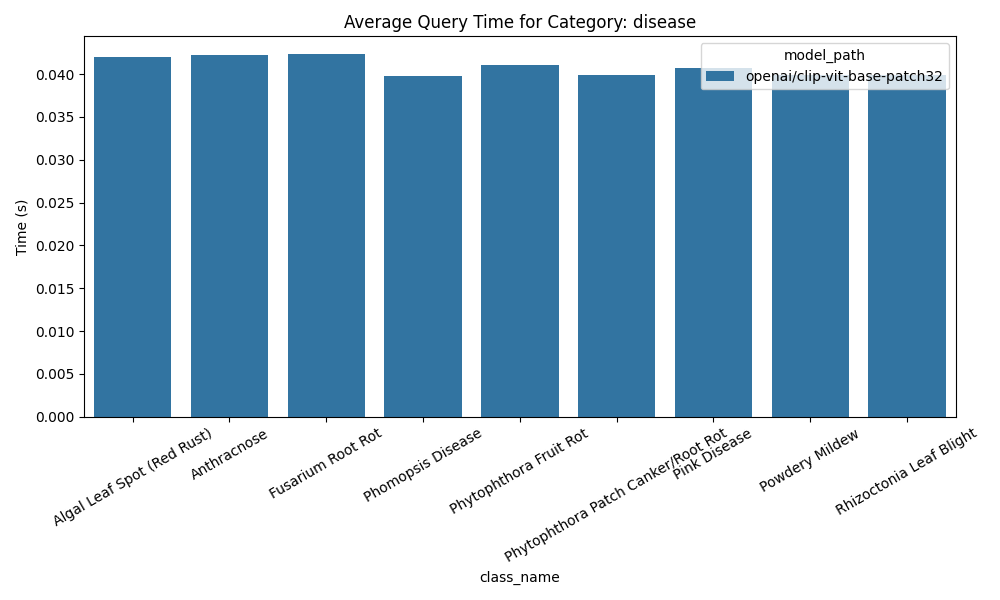 Average Query Time for Category: disease
model_path
openai/clip-vit-base-patch32
Time (s)
0.040
0.035
0.030
0.025
0.020
0.015
0.010
0.005
0.000
Algal Leaf Spot (Red Rust)
Anthracnose
Fusarium Root Rot
Phomopsis Disease
Phytophthora Fruit Rot
Phytophthora Patch Canker/Root Rot
Pink Disease
Powdery Mildew
Rhizoctonia Leaf Blight
class_name